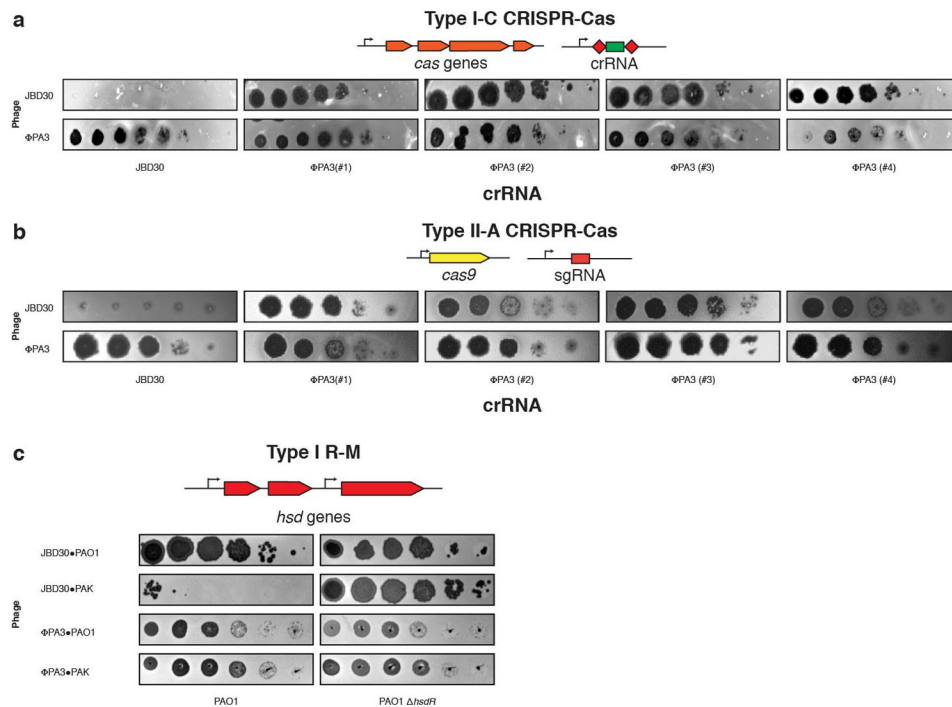 a
Type I-C CRISPR-Cas
cas genes
crRNA
Phage
JBD30
ΦPA3
JBD30
ΦPA3(#1)
ΦPA3 (#2)
ΦPA3 (#3)
ΦPA3 (#4)
crRNA
b
Type II-A CRISPR-Cas
cas9
sgRNA
Phage
JBD30
ΦPA3
JBD30
ΦPA3(#1)
ΦPA3 (#2)
ΦPA3 (#3)
ΦPA3 (#4)
crRNA
c
Type I R-M
hsd genes
Phage
JBD30●PAO1
JBD30●PAK
ΦPA3●PAO1
ΦPA3●PAK
PAO1
PAO1 ΔhsdR